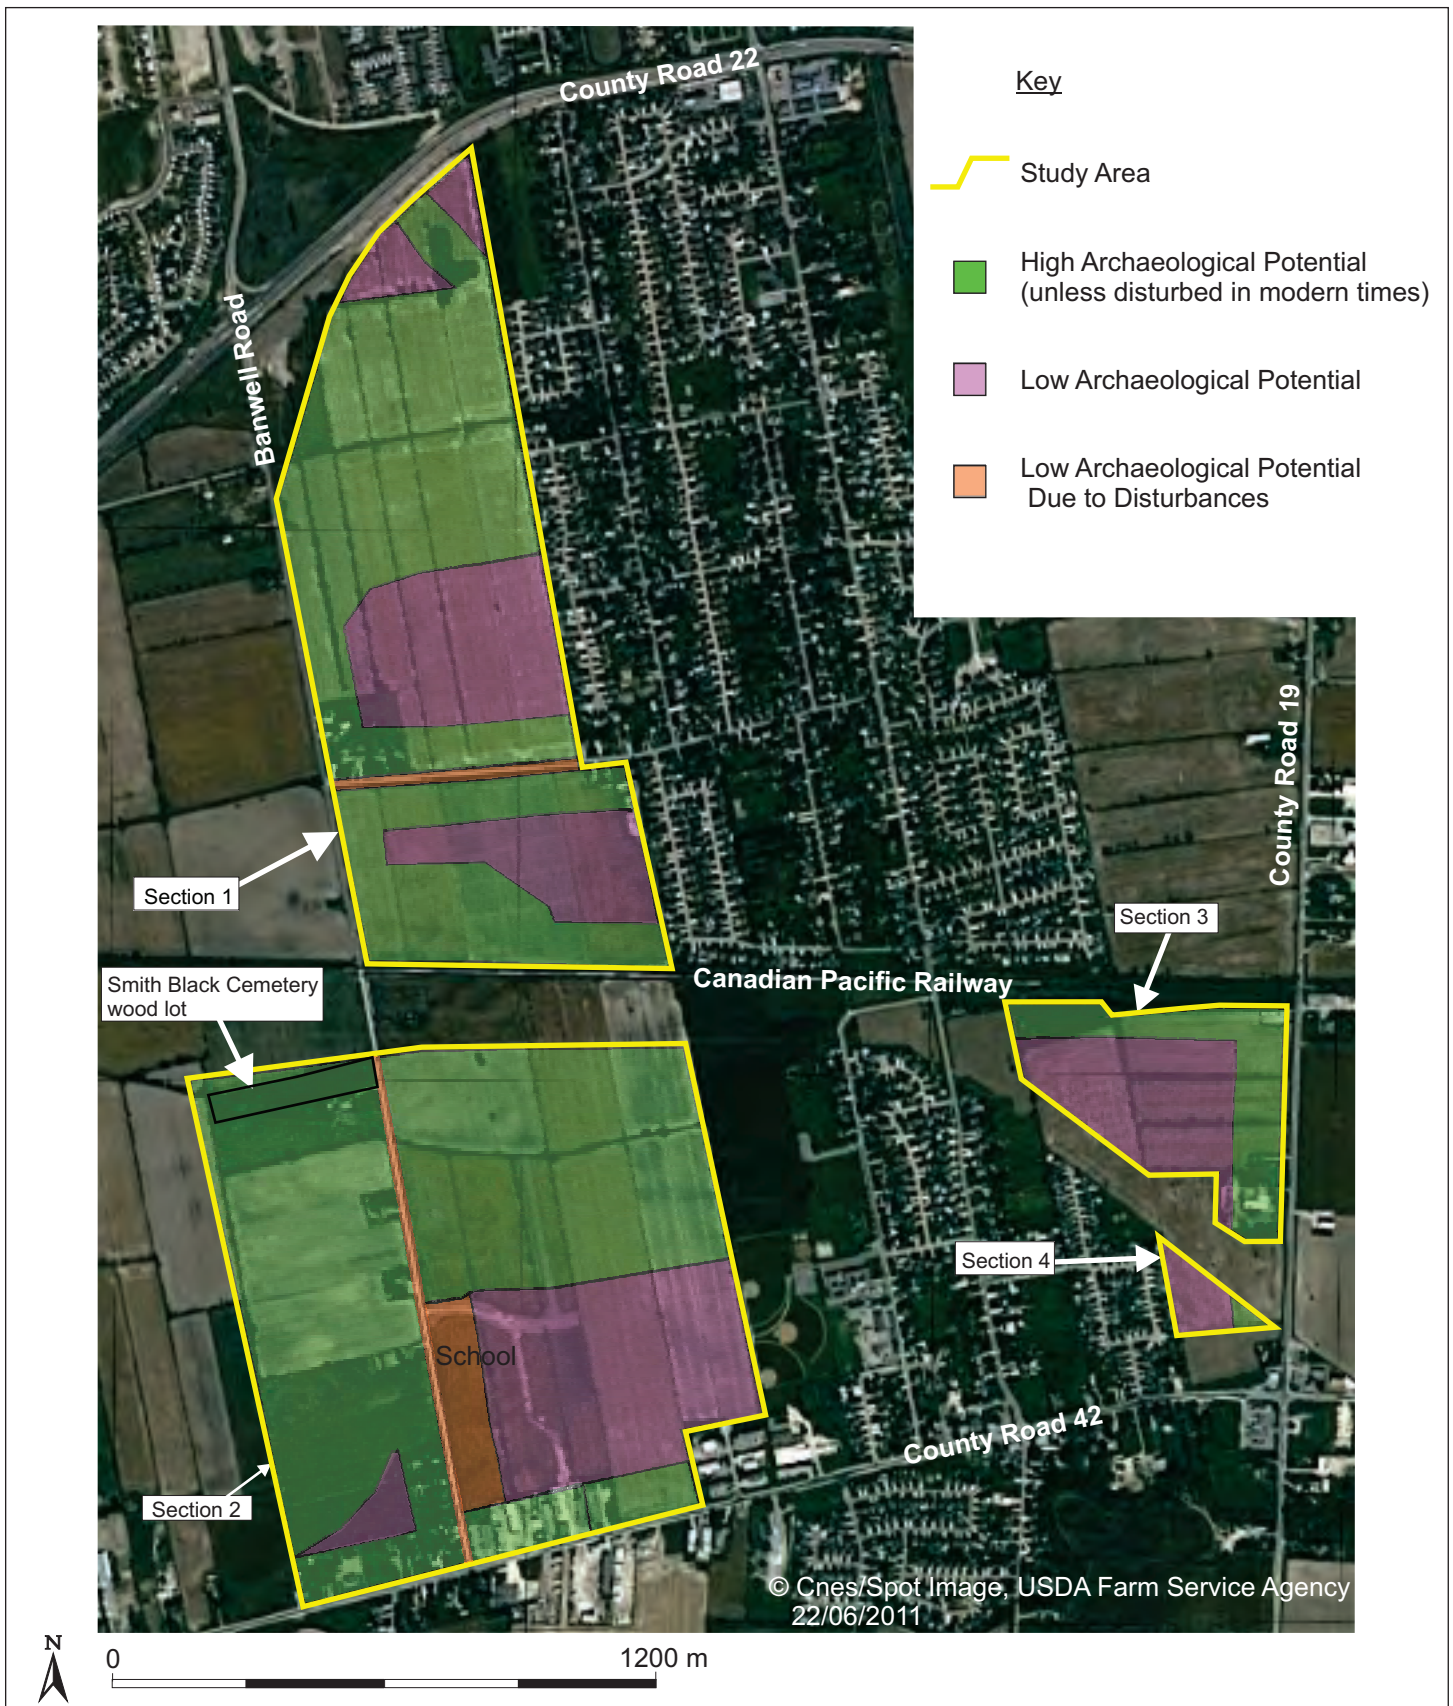 County Road 22
Key
Study Area
High Archaeological Potential
(unless disturbed in modern times)
Low Archaeological Potential
Low Archaeological Potential
Due to Disturbances
Banwell Road
County Road 19
Section 1
Section 3
Smith Black Cemetery
wood lot
Canadian Pacific Railway
Section 4
School
County Road 42
Section 2
© Cnes/Spot Image, USDA Farm Service Agency
22/06/2011
N
0 1200 m